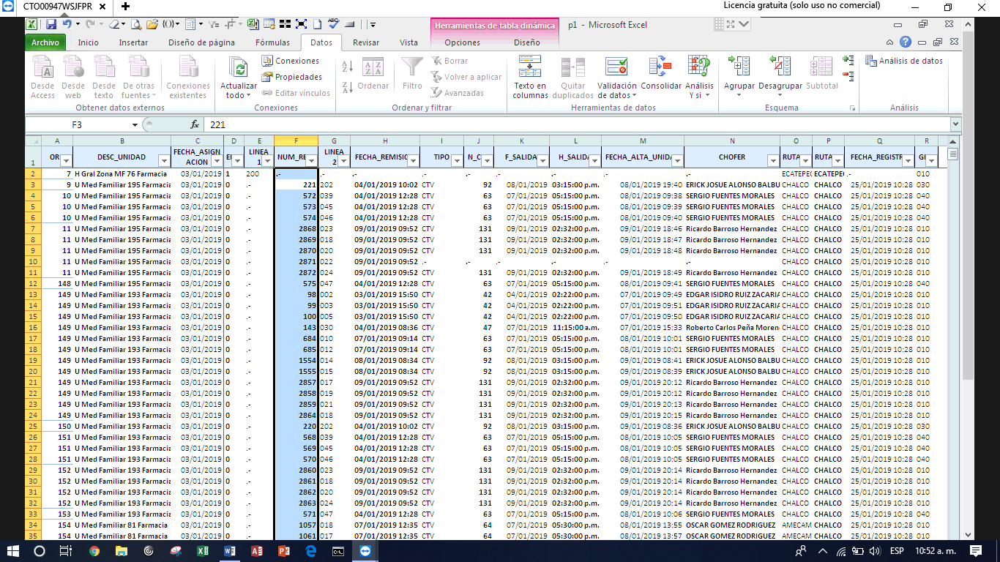 CTO00947WSJFPR
Licencia gratuita (solo uso no comercial)
Herramientas de tabla dinámica
p1 - Microsoft Excel
Archivo Inicio Insertar Diseño de página Fórmulas Datos Revisar Vista Opciones Diseño
Desde Access
Desde web
Desde texto
De otras fuentes
Conexiones existentes
Obtener datos externos
Actualizar todo
Conexiones
Propiedades
Editar vínculos
Conexiones
Ordenar
Filtro
Borrar
Volver a aplicar
Avanzadas
Ordenar y filtrar
Texto en columnas
Quitar duplicados
Validación de datos
Consolidar
Análisis Y si
Herramientas de datos
Agrupar
Desagrupar
Subtotal
Esquema
Análisis de datos
Análisis
F3 fx 221
A B C D E F G H I J K L M N O P Q R
1 OR DESC_UNIDAD FECHA_ASIGNACION EI LINEA 1 NUM_RE LINEA 2 FECHA_REMISIO TIPO N_C F_SALIDA H_SALID FECHA_ALTA_UNIDA CHOFER RUTA RUTA FECHA_REGISTR GI
2 7 H Gral Zona MF 76 Farmacia 03/01/2019 1 200 .- .- .- .- .- .- .- .- .- ECATEPEC ECATEPE .- 010
3 9 U Med Familiar 195 Farmacia 03/01/2019 0 .- 221 202 04/01/2019 10:02 CTV 92 08/01/2019 03:15:00 p.m. 08/01/2019 19:40 ERICK JOSUE ALONSO BALBU CHALCO CHALCO 25/01/2019 10:28 030
4 10 U Med Familiar 195 Farmacia 03/01/2019 0 .- 572 039 04/01/2019 12:28 CTV 63 07/01/2019 05:15:00 p.m. 08/01/2019 09:38 SERGIO FUENTES MORALES CHALCO CHALCO 25/01/2019 10:28 040
5 10 U Med Familiar 195 Farmacia 03/01/2019 0 .- 573 045 04/01/2019 12:28 CTV 63 07/01/2019 05:15:00 p.m. 08/01/2019 09:39 SERGIO FUENTES MORALES CHALCO CHALCO 25/01/2019 10:28 040
6 10 U Med Familiar 195 Farmacia 03/01/2019 0 .- 574 046 04/01/2019 12:28 CTV 63 07/01/2019 05:15:00 p.m. 08/01/2019 09:40 SERGIO FUENTES MORALES CHALCO CHALCO 25/01/2019 10:28 040
7 11 U Med Familiar 195 Farmacia 03/01/2019 0 .- 2868 023 09/01/2019 09:52 CTV 131 09/01/2019 02:32:00 p.m. 09/01/2019 18:46 Ricardo Barroso Hernandez CHALCO CHALCO 25/01/2019 10:28 010
8 11 U Med Familiar 195 Farmacia 03/01/2019 0 .- 2869 018 09/01/2019 09:52 CTV 131 09/01/2019 02:32:00 p.m. 09/01/2019 18:47 Ricardo Barroso Hernandez CHALCO CHALCO 25/01/2019 10:28 010
9 11 U Med Familiar 195 Farmacia 03/01/2019 0 .- 2870 020 09/01/2019 09:52 CTV 131 09/01/2019 02:32:00 p.m. 09/01/2019 18:48 Ricardo Barroso Hernandez CHALCO CHALCO 25/01/2019 10:28 010
10 11 U Med Familiar 195 Farmacia 03/01/2019 0 .- 2871 022 09/01/2019 09:52 .- .- .- .- .- .- CHALCO CHALCO 25/01/2019 10:28 010
11 11 U Med Familiar 195 Farmacia 03/01/2019 0 .- 2872 024 09/01/2019 09:52 CTV 131 09/01/2019 02:32:00 p.m. 09/01/2019 18:49 Ricardo Barroso Hernandez CHALCO CHALCO 25/01/2019 10:28 010
12 148 U Med Familiar 195 Farmacia 03/01/2019 0 .- 575 047 04/01/2019 12:28 CTV 63 07/01/2019 05:15:00 p.m. 08/01/2019 09:41 SERGIO FUENTES MORALES CHALCO CHALCO 25/01/2019 10:28 040
13 149 U Med Familiar 193 Farmacia 03/01/2019 0 .- 98 002 03/01/2019 15:50 CTV 42 04/01/2019 02:22:00 p.m. 07/01/2019 09:49 EDGAR ISIDRO RUIZ ZACARIA CHALCO CHALCO 25/01/2019 10:28 010
14 149 U Med Familiar 193 Farmacia 03/01/2019 0 .- 99 003 03/01/2019 15:50 CTV 42 04/01/2019 02:22:00 p.m. 07/01/2019 09:51 EDGAR ISIDRO RUIZ ZACARIA CHALCO CHALCO 25/01/2019 10:28 010
15 149 U Med Familiar 193 Farmacia 03/01/2019 0 .- 100 005 03/01/2019 15:50 CTV 42 04/01/2019 02:22:00 p.m. 07/01/2019 09:50 EDGAR ISIDRO RUIZ ZACARIA CHALCO CHALCO 25/01/2019 10:28 010
16 149 U Med Familiar 193 Farmacia 03/01/2019 0 .- 143 030 04/01/2019 08:36 CTV 47 07/01/2019 11:15:00 a.m. 07/01/2019 15:33 Roberto Carlos Peña Moren CHALCO CHALCO 25/01/2019 10:28 040
17 149 U Med Familiar 193 Farmacia 03/01/2019 0 .- 684 010 07/01/2019 09:14 CTV 63 07/01/2019 05:15:00 p.m. 08/01/2019 10:01 SERGIO FUENTES MORALES CHALCO CHALCO 25/01/2019 10:28 010
18 149 U Med Familiar 193 Farmacia 03/01/2019 0 .- 685 012 07/01/2019 09:14 CTV 63 07/01/2019 05:15:00 p.m. 08/01/2019 10:01 SERGIO FUENTES MORALES CHALCO CHALCO 25/01/2019 10:28 010
19 149 U Med Familiar 193 Farmacia 03/01/2019 0 .- 1554 014 08/01/2019 08:34 CTV 92 08/01/2019 03:15:00 p.m. 09/01/2019 08:41 ERICK JOSUE ALONSO BALBU CHALCO CHALCO 25/01/2019 10:28 010
20 149 U Med Familiar 193 Farmacia 03/01/2019 0 .- 1555 015 08/01/2019 08:34 CTV 92 08/01/2019 03:15:00 p.m. 09/01/2019 08:39 ERICK JOSUE ALONSO BALBU CHALCO CHALCO 25/01/2019 10:28 010
21 149 U Med Familiar 193 Farmacia 03/01/2019 0 .- 2857 017 09/01/2019 09:52 CTV 131 09/01/2019 02:32:00 p.m. 09/01/2019 20:12 Ricardo Barroso Hernandez CHALCO CHALCO 25/01/2019 10:28 010
22 149 U Med Familiar 193 Farmacia 03/01/2019 0 .- 2858 019 09/01/2019 09:52 CTV 131 09/01/2019 02:32:00 p.m. 09/01/2019 20:12 Ricardo Barroso Hernandez CHALCO CHALCO 25/01/2019 10:28 010
23 149 U Med Familiar 193 Farmacia 03/01/2019 0 .- 2859 021 09/01/2019 09:52 CTV 131 09/01/2019 02:32:00 p.m. 09/01/2019 20:13 Ricardo Barroso Hernandez CHALCO CHALCO 25/01/2019 10:28 010
24 149 U Med Familiar 193 Farmacia 03/01/2019 0 .- 2864 018 09/01/2019 09:52 CTV 131 09/01/2019 02:32:00 p.m. 09/01/2019 20:15 Ricardo Barroso Hernandez CHALCO CHALCO 25/01/2019 10:28 010
25 150 U Med Familiar 193 Farmacia 03/01/2019 0 .- 220 202 04/01/2019 10:02 CTV 92 08/01/2019 03:15:00 p.m. 09/01/2019 08:36 ERICK JOSUE ALONSO BALBU CHALCO CHALCO 25/01/2019 10:28 030
26 151 U Med Familiar 193 Farmacia 03/01/2019 0 .- 568 039 04/01/2019 12:28 CTV 63 07/01/2019 05:15:00 p.m. 08/01/2019 10:05 SERGIO FUENTES MORALES CHALCO CHALCO 25/01/2019 10:28 040
27 151 U Med Familiar 193 Farmacia 03/01/2019 0 .- 569 045 04/01/2019 12:28 CTV 63 07/01/2019 05:15:00 p.m. 08/01/2019 10:05 SERGIO FUENTES MORALES CHALCO CHALCO 25/01/2019 10:28 040
28 151 U Med Familiar 193 Farmacia 03/01/2019 0 .- 570 046 04/01/2019 12:28 CTV 63 07/01/2019 05:15:00 p.m. 08/01/2019 10:05 SERGIO FUENTES MORALES CHALCO CHALCO 25/01/2019 10:28 040
29 152 U Med Familiar 193 Farmacia 03/01/2019 0 .- 2860 023 09/01/2019 09:52 CTV 131 09/01/2019 02:32:00 p.m. 09/01/2019 20:14 Ricardo Barroso Hernandez CHALCO CHALCO 25/01/2019 10:28 010
30 152 U Med Familiar 193 Farmacia 03/01/2019 0 .- 2861 018 09/01/2019 09:52 CTV 131 09/01/2019 02:32:00 p.m. 09/01/2019 20:14 Ricardo Barroso Hernandez CHALCO CHALCO 25/01/2019 10:28 010
31 152 U Med Familiar 193 Farmacia 03/01/2019 0 .- 2862 020 09/01/2019 09:52 CTV 131 09/01/2019 02:32:00 p.m. 09/01/2019 20:14 Ricardo Barroso Hernandez CHALCO CHALCO 25/01/2019 10:28 010
32 152 U Med Familiar 193 Farmacia 03/01/2019 0 .- 2863 024 09/01/2019 09:52 CTV 131 09/01/2019 02:32:00 p.m. 09/01/2019 20:14 Ricardo Barroso Hernandez CHALCO CHALCO 25/01/2019 10:28 010
33 153 U Med Familiar 193 Farmacia 03/01/2019 0 .- 571 047 04/01/2019 12:28 CTV 63 07/01/2019 05:15:00 p.m. 08/01/2019 10:06 SERGIO FUENTES MORALES CHALCO CHALCO 25/01/2019 10:28 040
34 154 U Med Familiar 81 Farmacia 03/01/2019 0 .- 1057 018 07/01/2019 12:35 CTV 64 07/01/2019 05:30:00 p.m. 08/01/2019 13:55 OSCAR GOMEZ RODRIGUEZ AMECAM CHALCO 25/01/2019 10:28 010
35 154 U Med Familiar 81 Farmacia 03/01/2019 0 .- 1061 017 07/01/2019 12:35 CTV 64 07/01/2019 05:30:00 p.m. 08/01/2019 13:57 OSCAR GOMEZ RODRIGUEZ AMECAM CHALCO 25/01/2019 10:28 010
ESP 10:52 a. m.